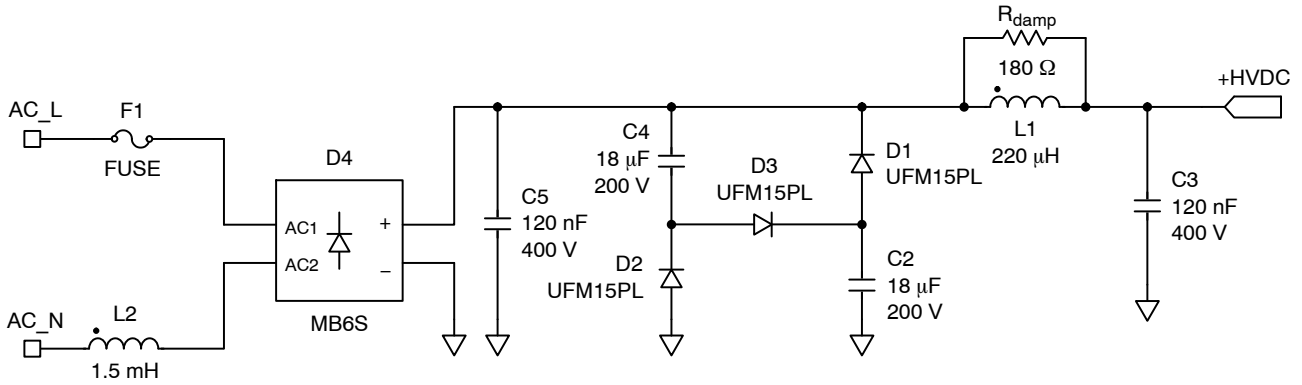 R_damp
180 Ω
+HVDC
AC_L
F1
FUSE
L1
220 μH
C4
18 μF
200 V
D3
UFM15PL
D1
UFM15PL
D4
C5
120 nF
400 V
C3
120 nF
400 V
AC1
+
AC2
–
D2
UFM15PL
C2
18 μF
200 V
MB6S
AC_N
L2
1.5 mH